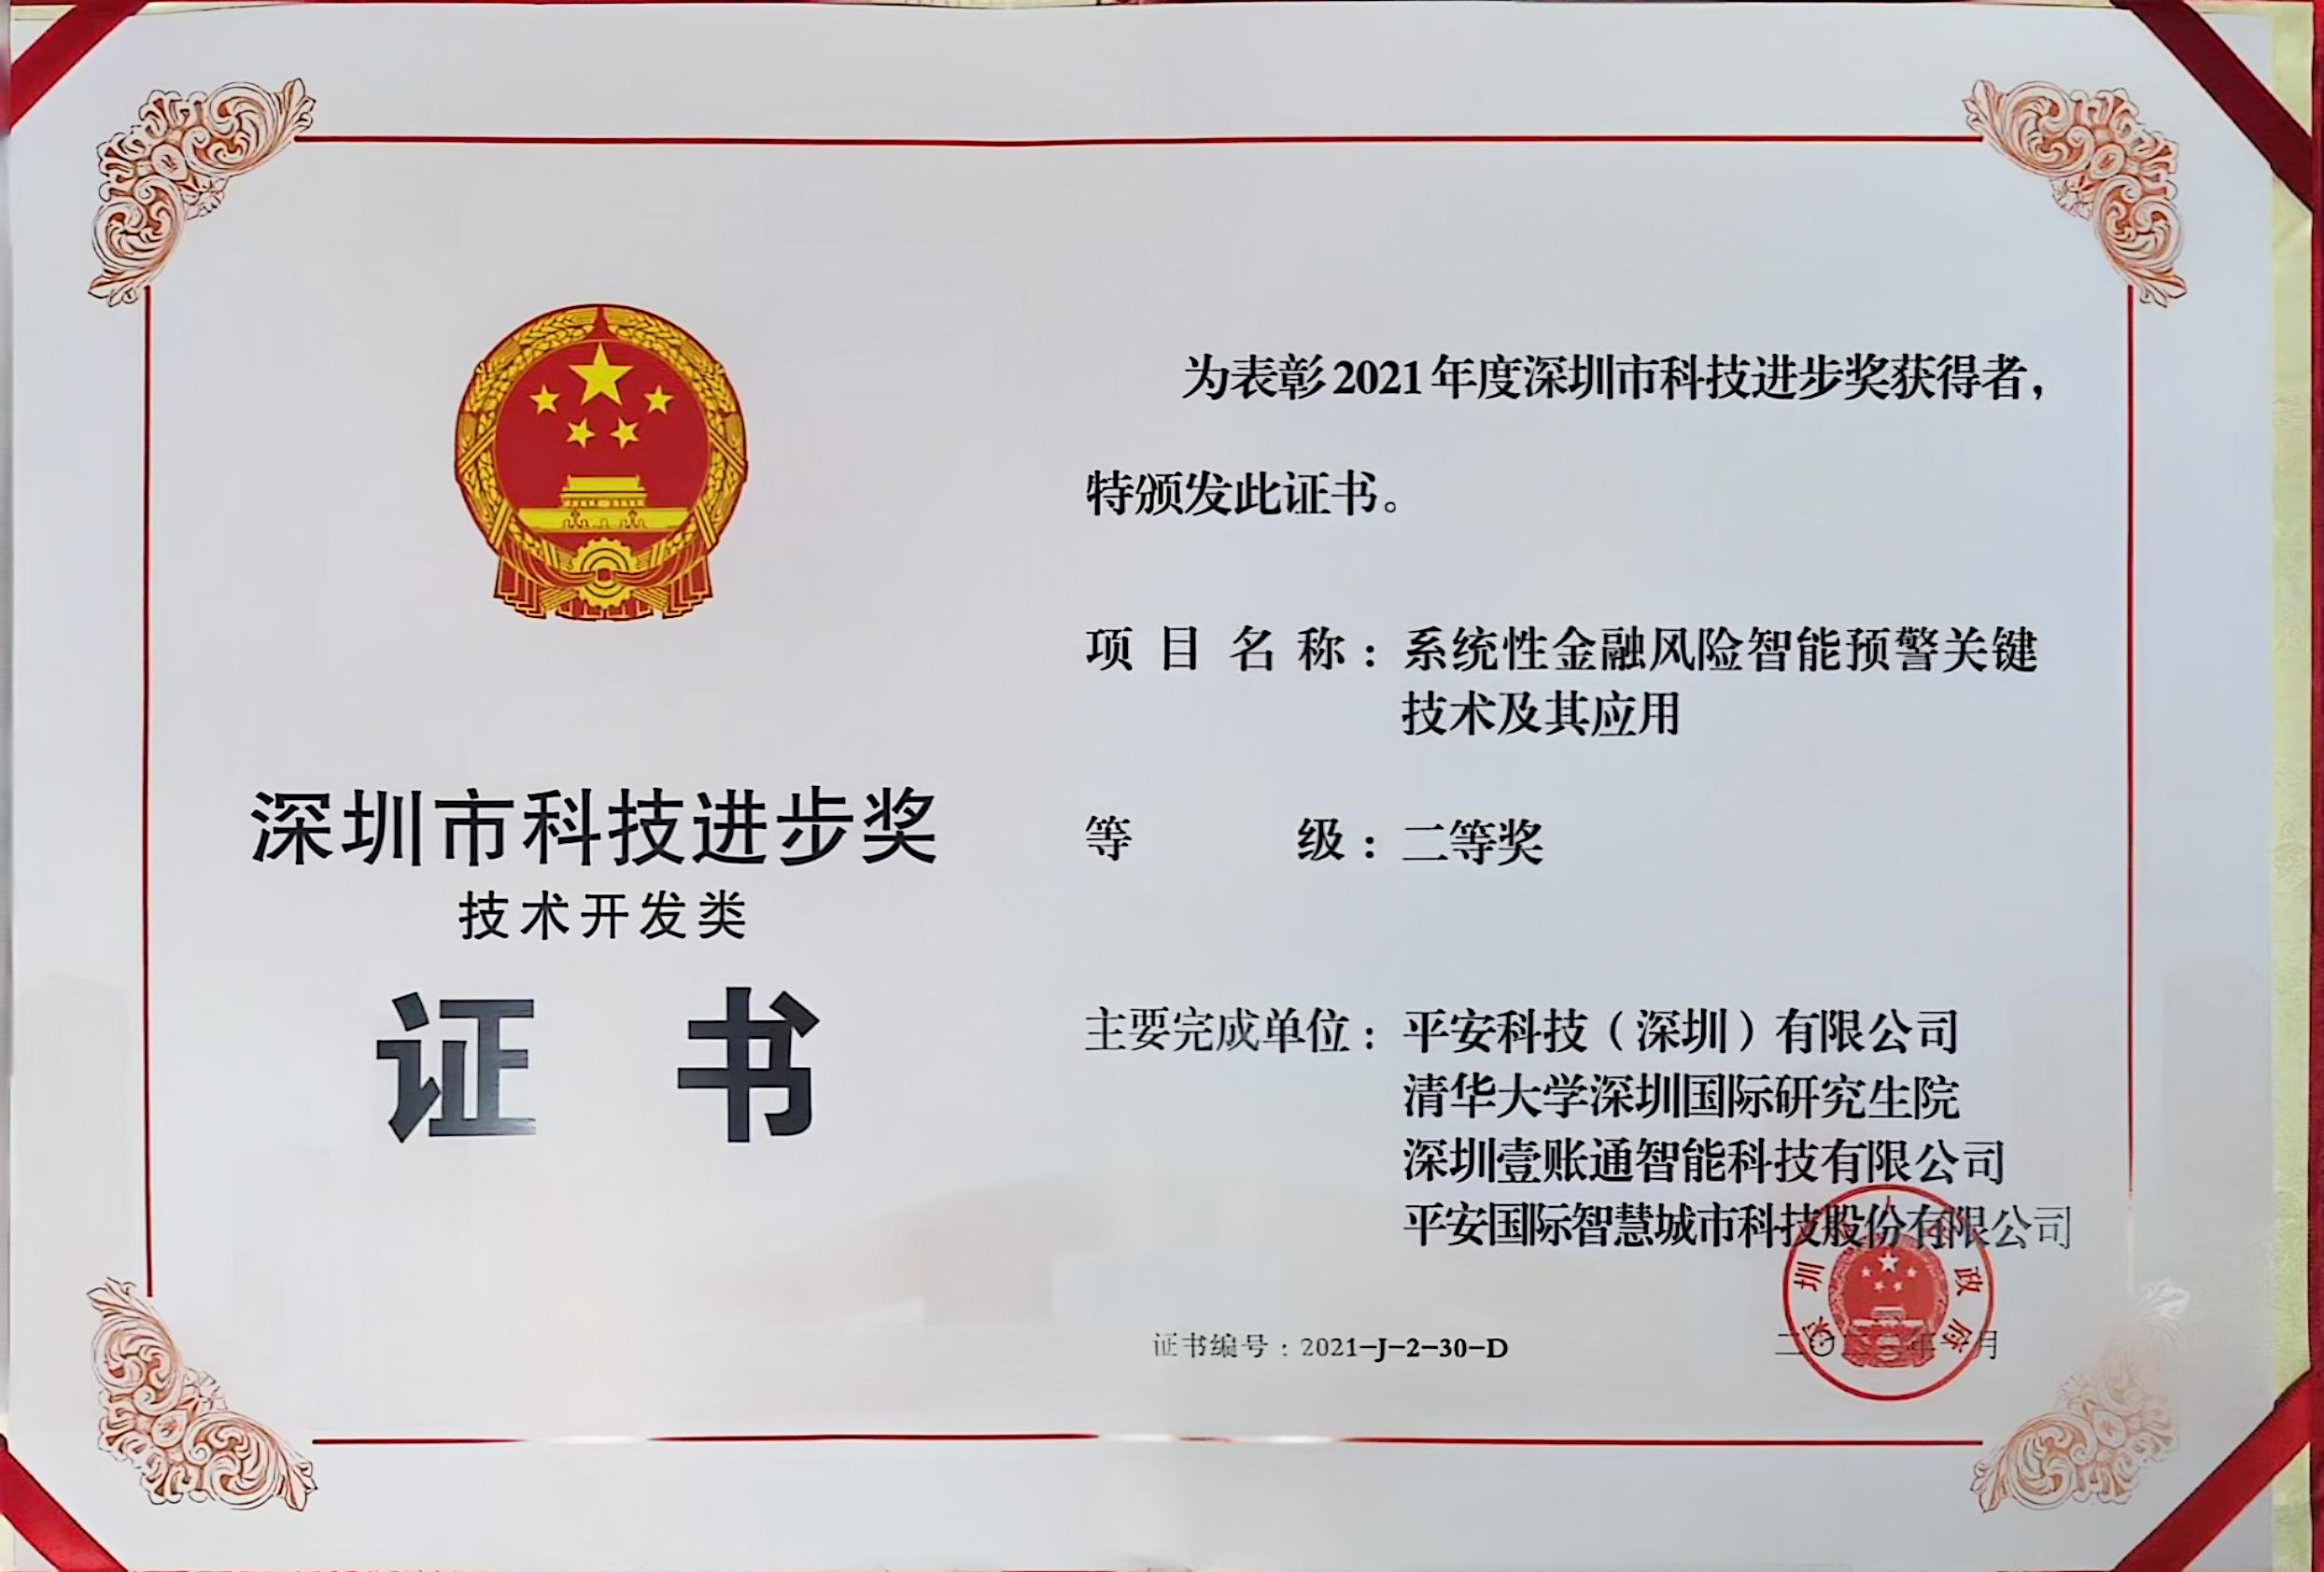 深圳市科技进步奖
技术开发类
证 书
为表彰2021年度深圳市科技进步奖获得者，
特颁发此证书。
项目名称：系统性金融风险智能预警关键
技术及其应用
等 级：二等奖
主要完成单位：平安科技（深圳）有限公司
清华大学深圳国际研究生院
深圳壹账通智能科技有限公司
平安国际智慧城市科技股份有限公司
证书编号：2021-J-2-30-D
深圳 政府
二〇 年 月